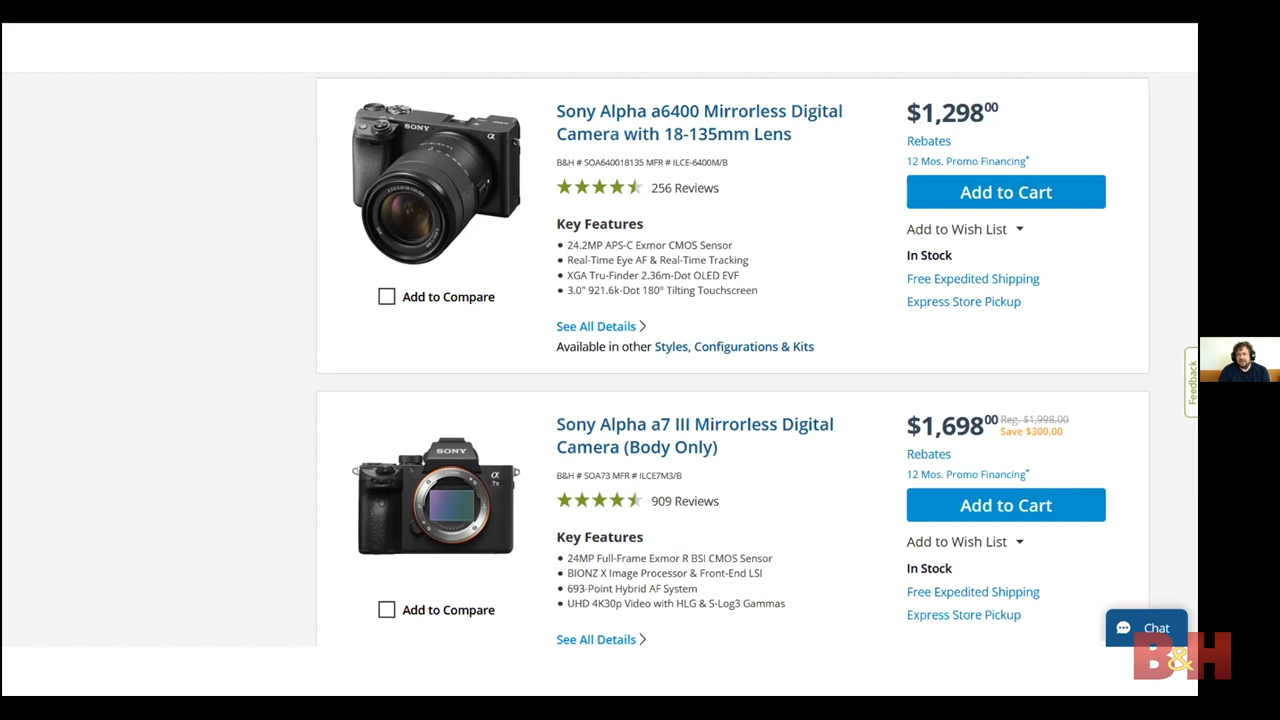 SONY
α
Sony Alpha a6400 Mirrorless Digital
Camera with 18-135mm Lens
B&H # SOA640018135 MFR # ILCE-6400M/B
256 Reviews
Key Features
• 24.2MP APS-C Exmor CMOS Sensor
• Real-Time Eye AF & Real-Time Tracking
• XGA Tru-Finder 2.36m-Dot OLED EVF
• 3.0" 921.6k-Dot 180° Tilting Touchscreen
See All Details
Available in other Styles, Configurations & Kits
Add to Compare
$1,298⁰⁰
Rebates
12 Mos. Promo Financing*
Add to Cart
Add to Wish List
In Stock
Free Expedited Shipping
Express Store Pickup
Feedback
SONY
α
7 III
Sony Alpha a7 III Mirrorless Digital
Camera (Body Only)
B&H # SOA73 MFR # ILCE7M3/B
909 Reviews
Key Features
• 24MP Full-Frame Exmor R BSI CMOS Sensor
• BIONZ X Image Processor & Front-End LSI
• 693-Point Hybrid AF System
• UHD 4K30p Video with HLG & S-Log3 Gammas
See All Details
Add to Compare
$1,698⁰⁰ Reg. $1,998.00
Save $300.00
Rebates
12 Mos. Promo Financing*
Add to Cart
Add to Wish List
In Stock
Free Expedited Shipping
Express Store Pickup
Chat
B&H